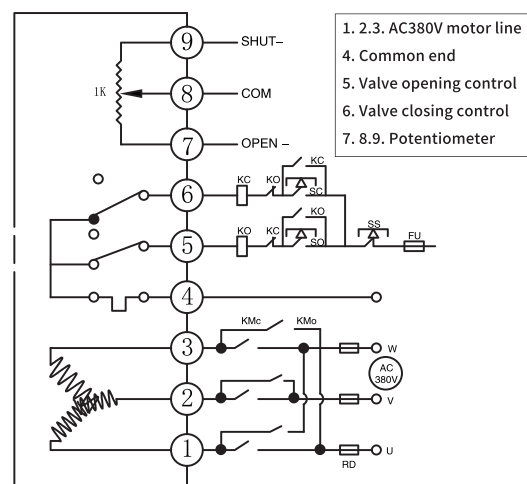 1. 2.3. AC380V motor line
4. Common end
5. Valve opening control
6. Valve closing control
7. 8.9. Potentiometer
9 SHUT–
1K 8 COM
7 OPEN –
KC
6 KC KO SC
KO
5 KO KC SO SS FU
4
KMc KMo
3 W
AC
380V
2 V
1 U
RD